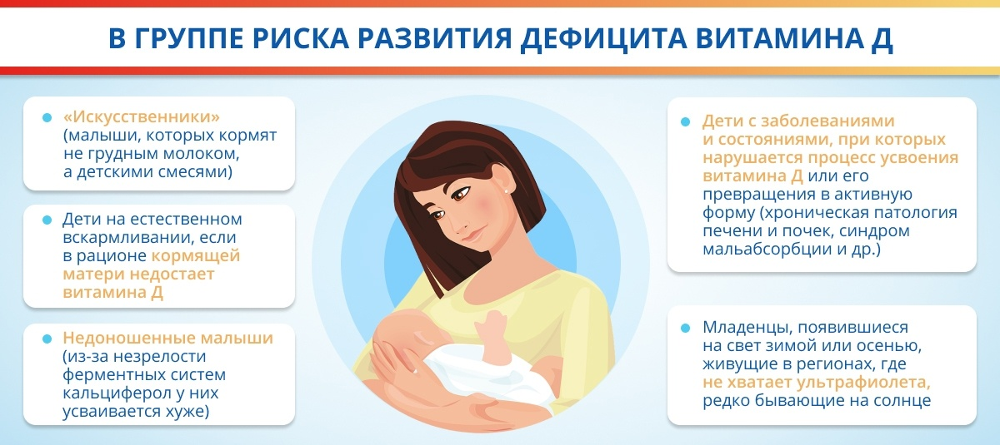 В ГРУППЕ РИСКА РАЗВИТИЯ ДЕФИЦИТА ВИТАМИНА Д
«Искусственники»
(малыши, которых кормят
не грудным молоком,
а детскими смесями)
Дети на естественном
вскармливании, если
в рационе кормящей
матери недостает
витамина Д
Недоношенные малыши
(из-за незрелости
ферментных систем
кальциферол у них
усваивается хуже)
Дети с заболеваниями
и состояниями, при которых
нарушается процесс усвоения
витамина Д или его
превращения в активную
форму (хроническая патология
печени и почек, синдром
мальабсорбции и др.)
Младенцы, появившиеся
на свет зимой или осенью,
живущие в регионах, где
не хватает ультрафиолета,
редко бывающие на солнце